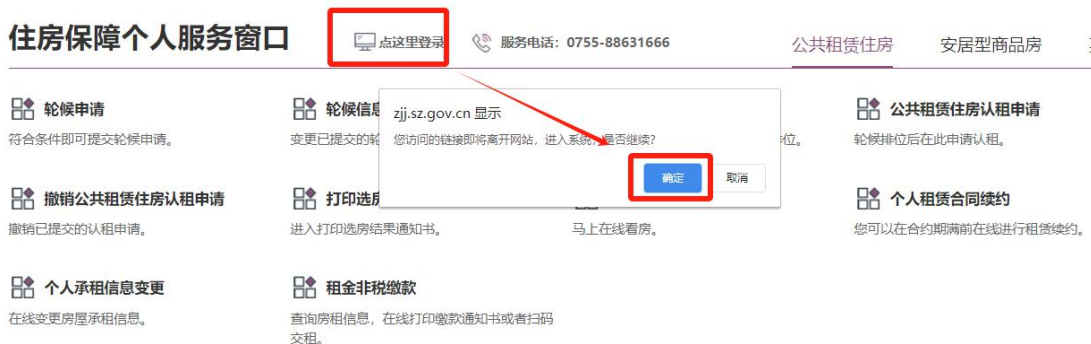 住房保障个人服务窗口
点这里登录
服务电话：0755-88631666
公共租赁住房
安居型商品房
轮候申请
符合条件即可提交轮候申请。
轮候信息
变更已提交的轮
zjj.sz.gov.cn 显示
您访问的链接即将离开网站，进入系统，是否继续?
确定
取消
位。
公共租赁住房认租申请
轮候排位后在此申请认租。
撤销公共租赁住房认租申请
撤销已提交的认租申请。
打印选房
进入打印选房结果通知书。
马上在线看房。
个人租赁合同续约
您可以在合约期满前在线进行租赁续约。
个人承租信息变更
在线变更房屋承租信息。
租金非税缴款
查询房租信息，在线打印缴款通知书或者扫码
交租。